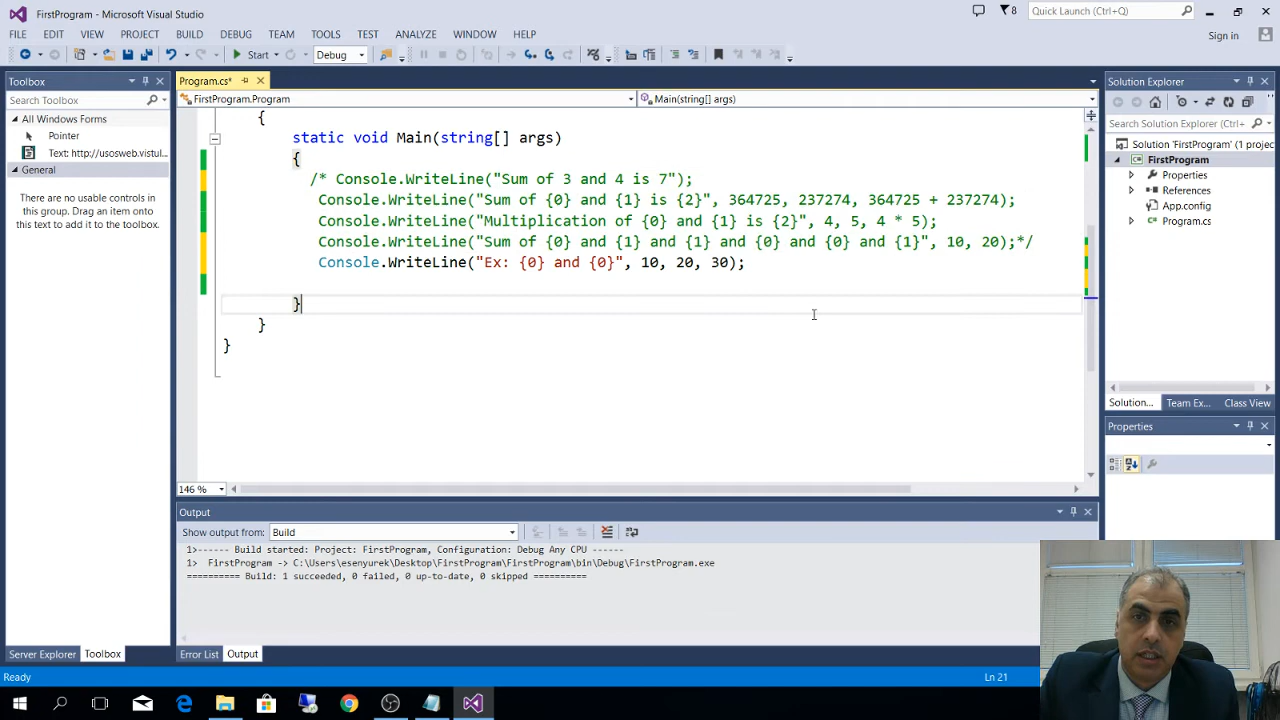 FirstProgram - Microsoft Visual Studio
8
Quick Launch (Ctrl+Q)
FILE EDIT VIEW PROJECT BUILD DEBUG TEAM TOOLS TEST ANALYZE WINDOW HELP
Sign in
Start Debug
Toolbox
Program.cs*
Solution Explorer
Search Toolbox
FirstProgram.Program
Main(string[] args)
All Windows Forms
Pointer
Text: http://usosweb.vistul...
General
There are no usable controls in
this group. Drag an item onto
this text to add it to the toolbox.
{
static void Main(string[] args)
{
/* Console.WriteLine("Sum of 3 and 4 is 7");
Console.WriteLine("Sum of {0} and {1} is {2}", 364725, 237274, 364725 + 237274);
Console.WriteLine("Multiplication of {0} and {1} is {2}", 4, 5, 4 * 5);
Console.WriteLine("Sum of {0} and {1} and {1} and {0} and {0} and {1}", 10, 20);*/
Console.WriteLine("Ex: {0} and {0}", 10, 20, 30);
}
}
}
146 %
Search Solution Explorer (Ctrl+
Solution 'FirstProgram' (1 projec
FirstProgram
Properties
References
App.config
Program.cs
Solution... Team Ex... Class View
Properties
Output
Show output from: Build
1>------ Build started: Project: FirstProgram, Configuration: Debug Any CPU ------
1> FirstProgram -> C:\Users\esenyurek\Desktop\FirstProgram\FirstProgram\bin\Debug\FirstProgram.exe
========== Build: 1 succeeded, 0 failed, 0 up-to-date, 0 skipped ==========
Server Explorer Toolbox
Error List Output
Ready
Ln 21